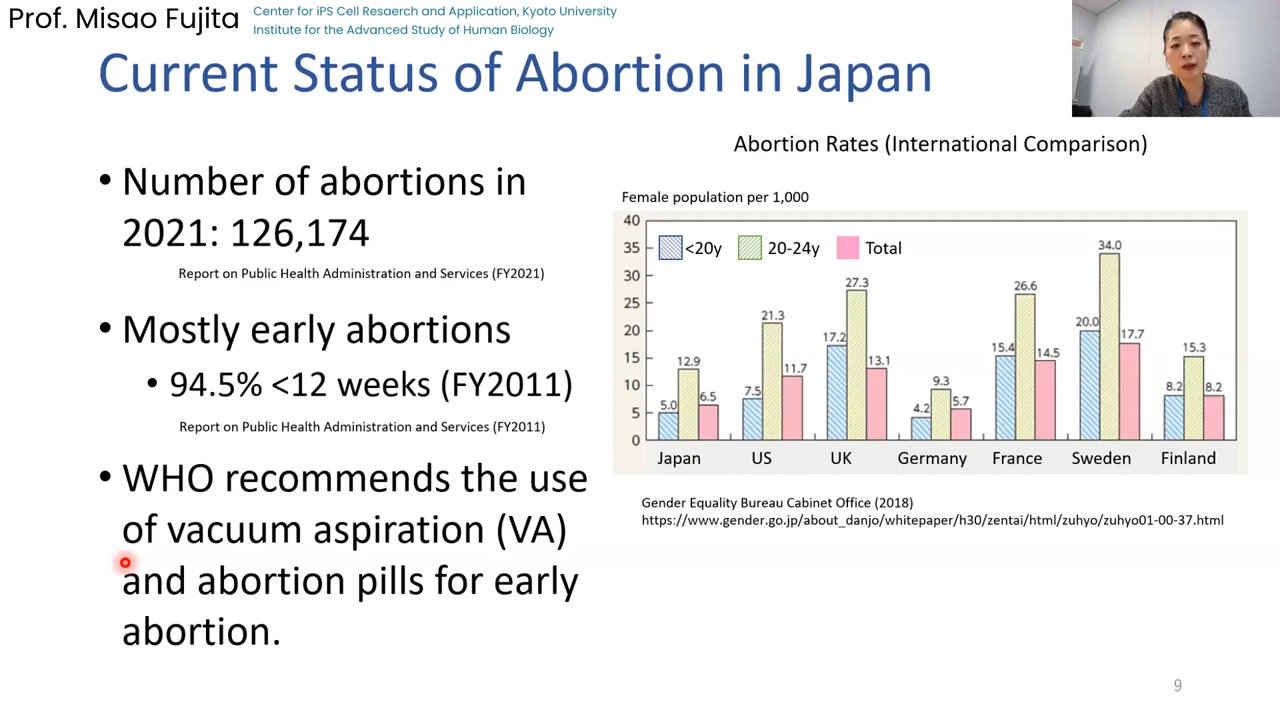 Prof. Misao Fujita
Center for iPS Cell Resaerch and Application, Kyoto University
Institute for the Advanced Study of Human Biology
Current Status of Abortion in Japan
• Number of abortions in
2021: 126,174
Report on Public Health Administration and Services (FY2021)
• Mostly early abortions
• 94.5% <12 weeks (FY2011)
Report on Public Health Administration and Services (FY2011)
• WHO recommends the use
of vacuum aspiration (VA)
and abortion pills for early
abortion.
Abortion Rates (International Comparison)
Female population per 1,000
40
35
30
25
20
15
10
5
0
<20y 20-24y Total
5.0 12.9 6.5
7.5 21.3 11.7
17.2 27.3 13.1
4.2 9.3 5.7
15.4 26.6 14.5
20.0 34.0 17.7
8.2 15.3 8.2
Japan US UK Germany France Sweden Finland
Gender Equality Bureau Cabinet Office (2018)
https://www.gender.go.jp/about_danjo/whitepaper/h30/zentai/html/zuhyo/zuhyo01-00-37.html
9